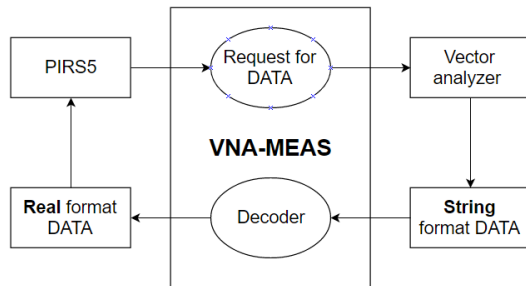 PIRS5
Request for
DATA
Vector
analyzer
VNA-MEAS
Real format
DATA
Decoder
String
format DATA